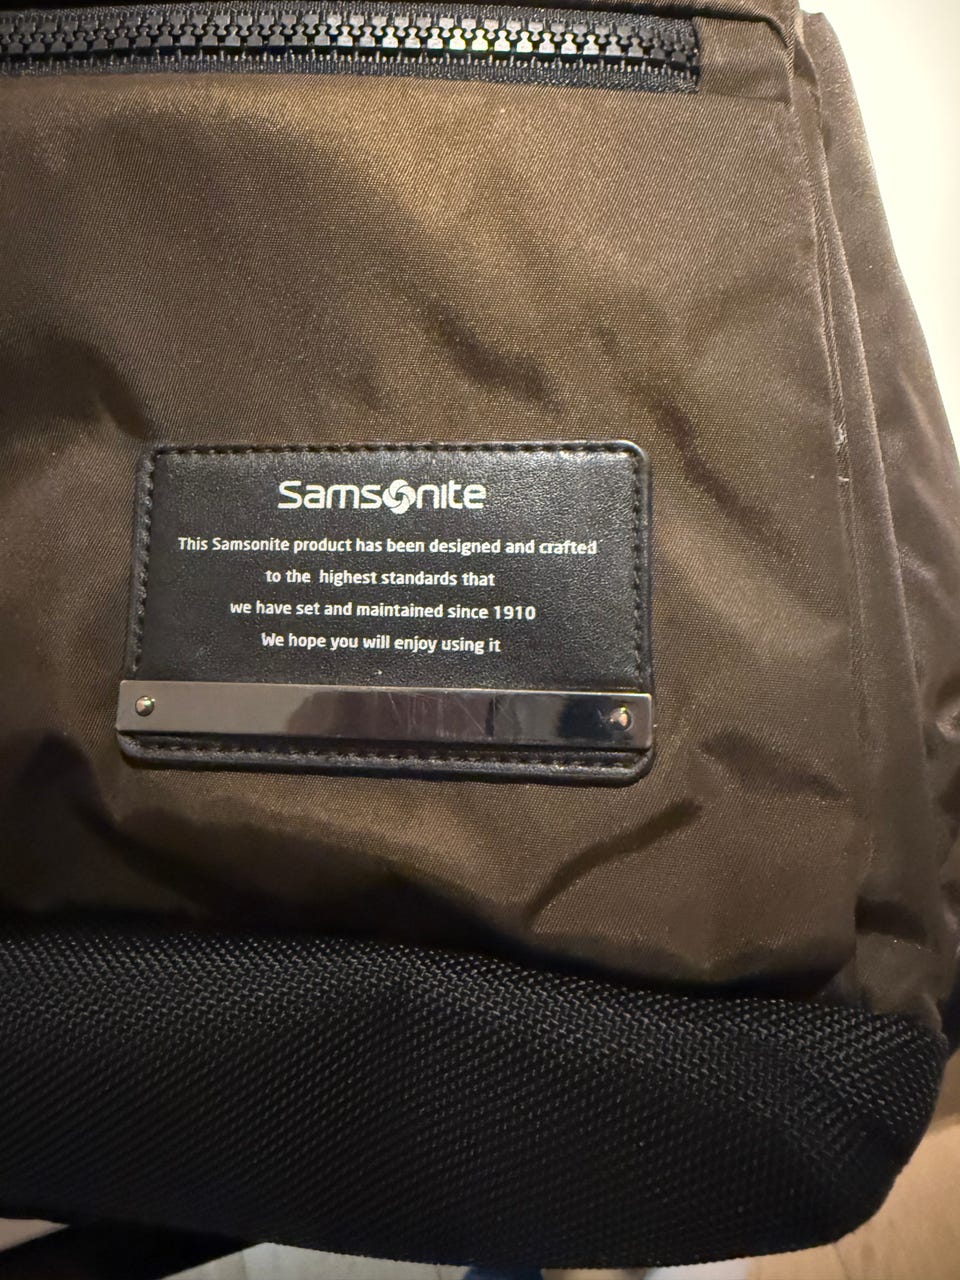 Samsonite
This Samsonite product has been designed and crafted
to the highest standards that
we have set and maintained since 1910
We hope you will enjoy using it